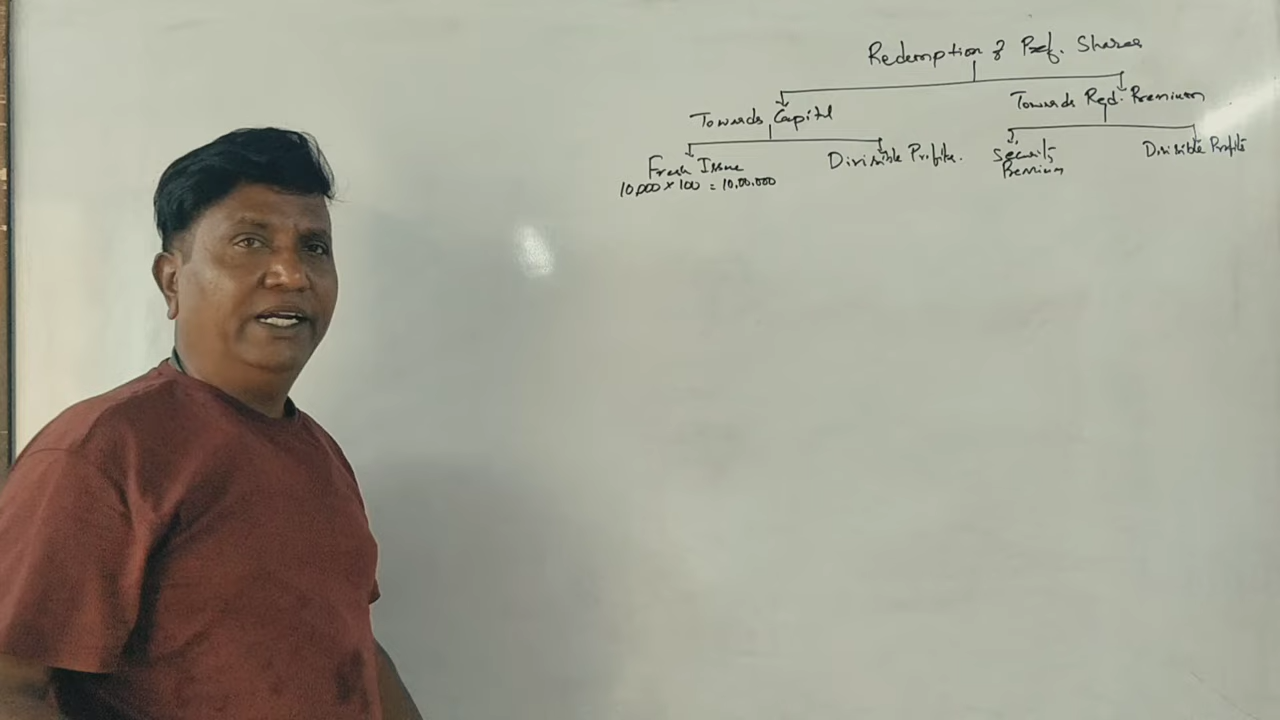 Redemption of Pref. Shares
Towards Capital
Towards Red. Premium
Fresh Issue
10,000 x 100 = 10,00,000
Divisible Profits.
Security
Premium
Divisible Profits